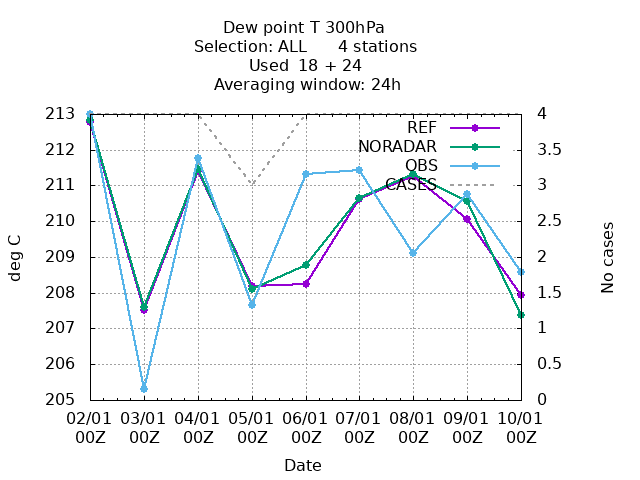 Dew point T 300hPa
Selection: ALL      4 stations
Used  18 + 24
Averaging window: 24h
213
212
211
210
209
208
207
206
205
deg C
4
3.5
3
2.5
2
1.5
1
0.5
0
No cases
REF
NORADAR
OBS
CASES
02/01 03/01 04/01 05/01 06/01 07/01 08/01 09/01 10/01
00Z 00Z 00Z 00Z 00Z 00Z 00Z 00Z 00Z
Date